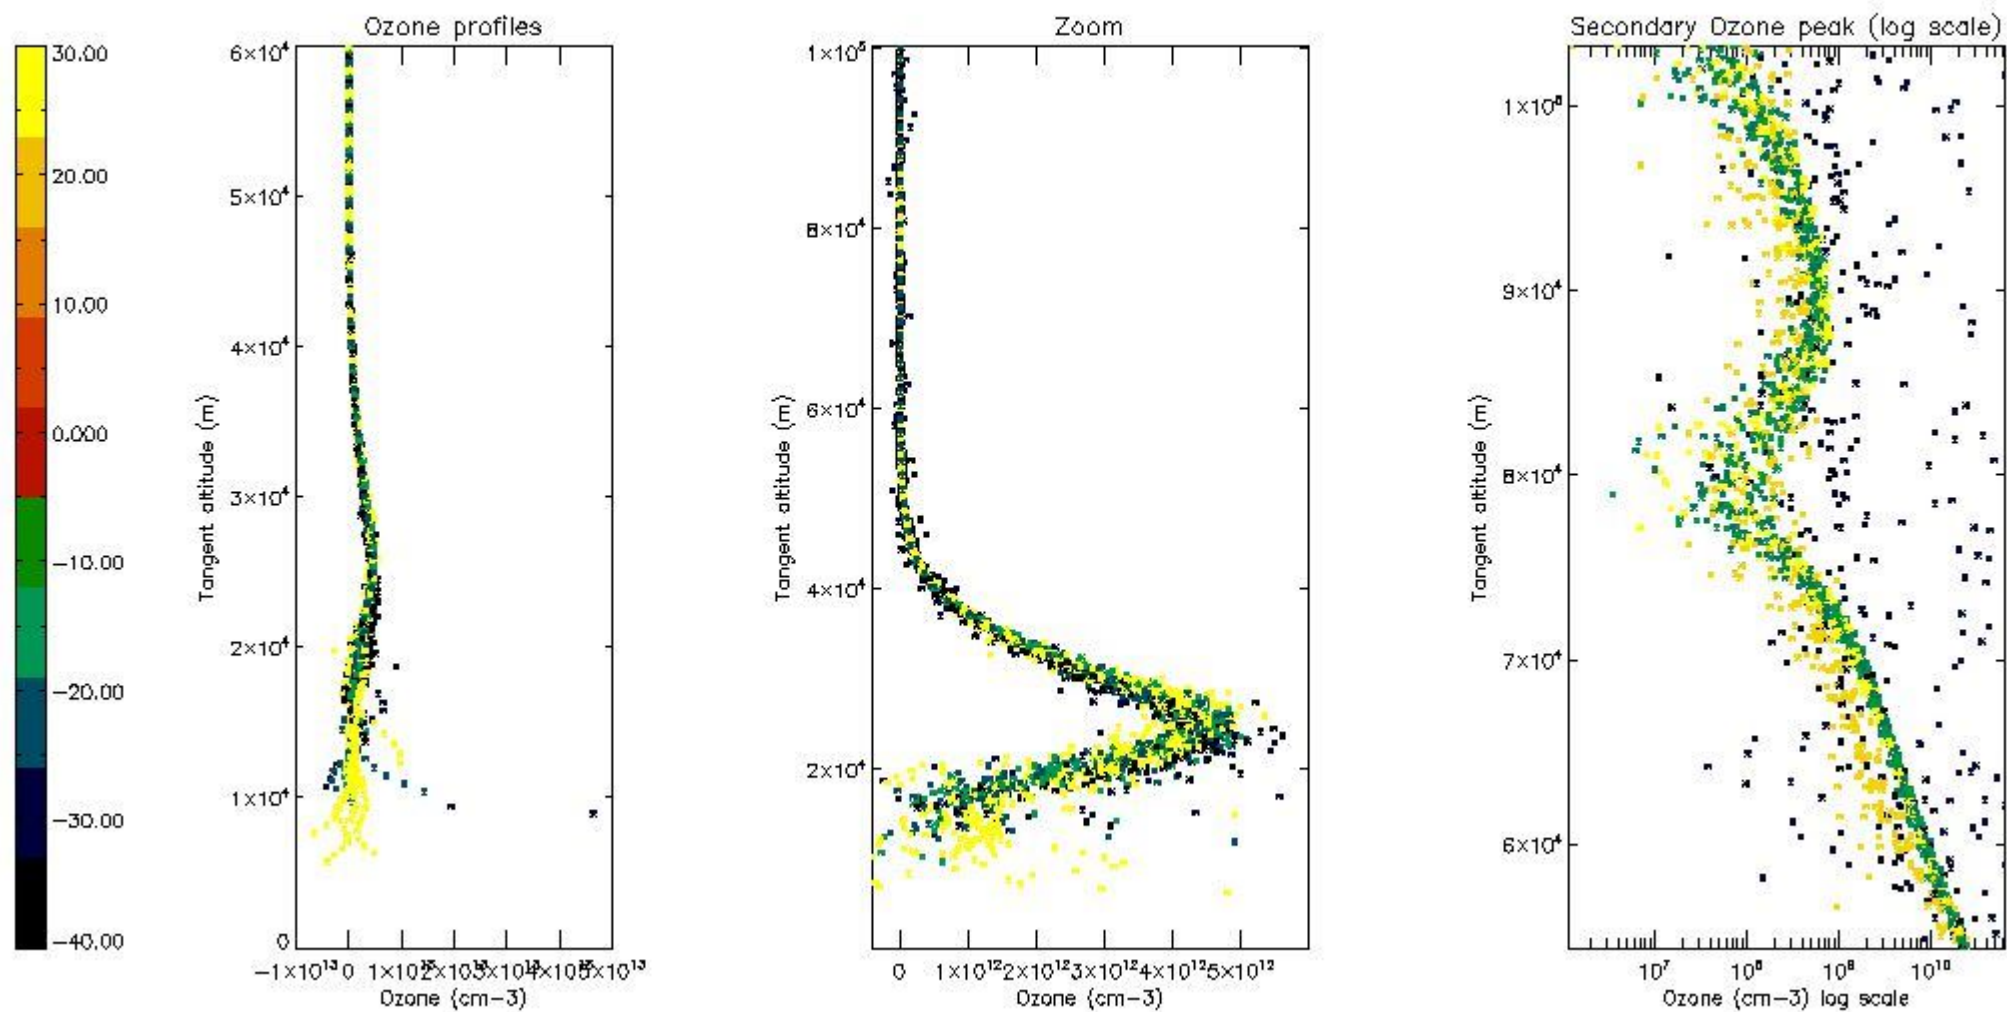 Ozone profiles
Zoom
Secondary Ozone peak (log scale)
30.00
20.00
10.00
0.000
−10.00
−20.00
−30.00
−40.00
6×10⁴
5×10⁴
4×10⁴
3×10⁴
2×10⁴
1×10⁴
0
Tangent altitude (m)
−1×10¹³ 0
Ozone (cm−3)
1×10⁵
8×10⁴
6×10⁴
4×10⁴
2×10⁴
Tangent altitude (m)
0 1×10¹² 2×10¹² 3×10¹² 4×10¹² 5×10¹²
Ozone (cm−3)
9×10⁴
8×10⁴
7×10⁴
6×10⁴
Tangent altitude (m)
10⁷ 10⁸ 10⁹ 10¹⁰
Ozone (cm−3) log scale